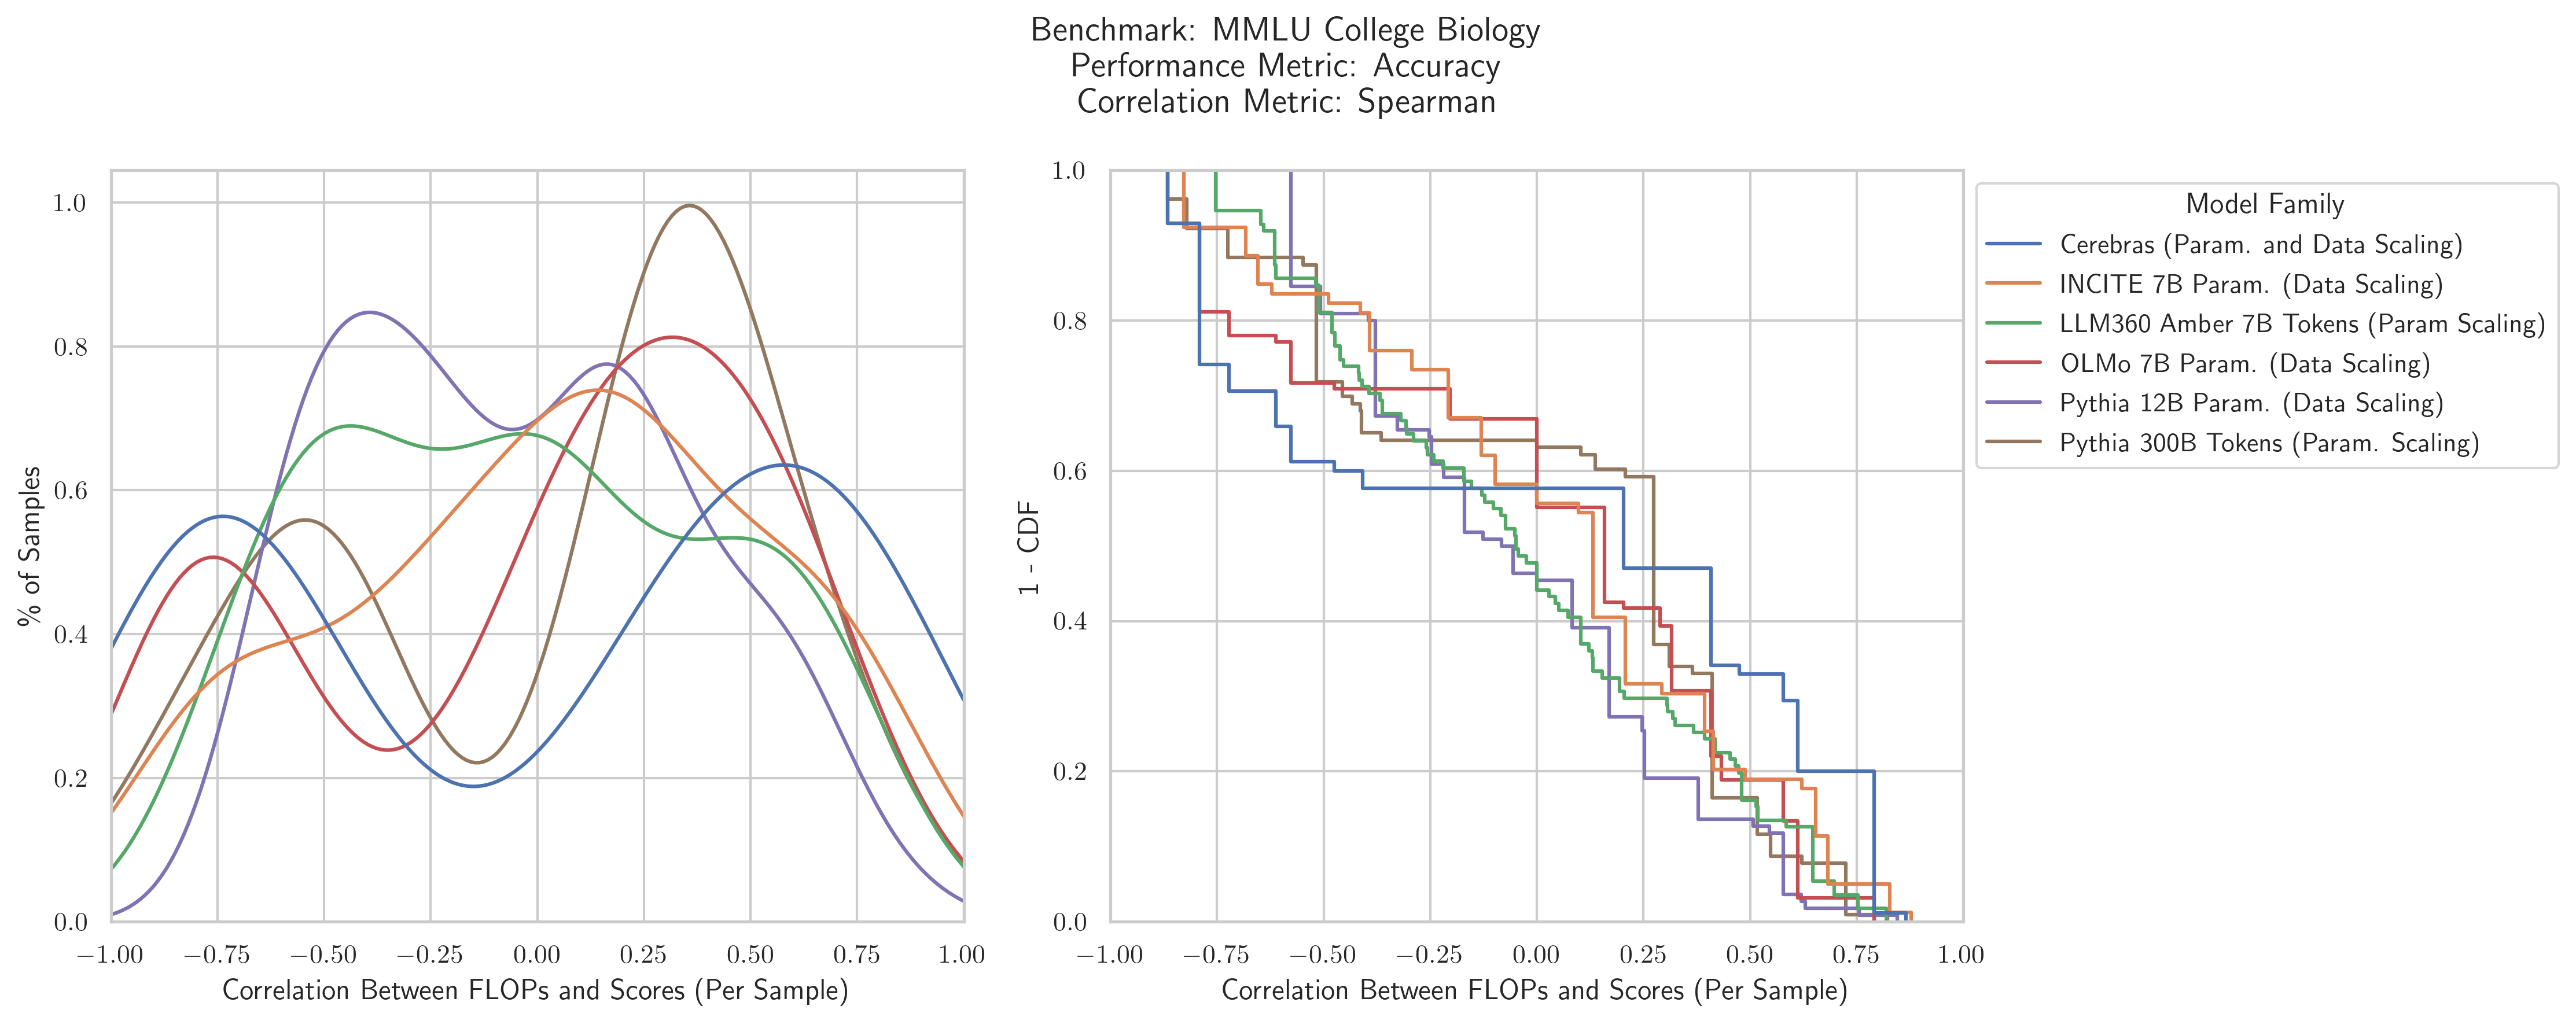 Benchmark: MMLU College Biology
Performance Metric: Accuracy
Correlation Metric: Spearman
% of Samples
1.0
0.8
0.6
0.4
0.2
0.0
−1.00 −0.75 −0.50 −0.25 0.00 0.25 0.50 0.75 1.00
Correlation Between FLOPs and Scores (Per Sample)
1 - CDF
1.0
0.8
0.6
0.4
0.2
0.0
−1.00 −0.75 −0.50 −0.25 0.00 0.25 0.50 0.75 1.00
Correlation Between FLOPs and Scores (Per Sample)
Model Family
Cerebras (Param. and Data Scaling)
INCITE 7B Param. (Data Scaling)
LLM360 Amber 7B Tokens (Param Scaling)
OLMo 7B Param. (Data Scaling)
Pythia 12B Param. (Data Scaling)
Pythia 300B Tokens (Param. Scaling)